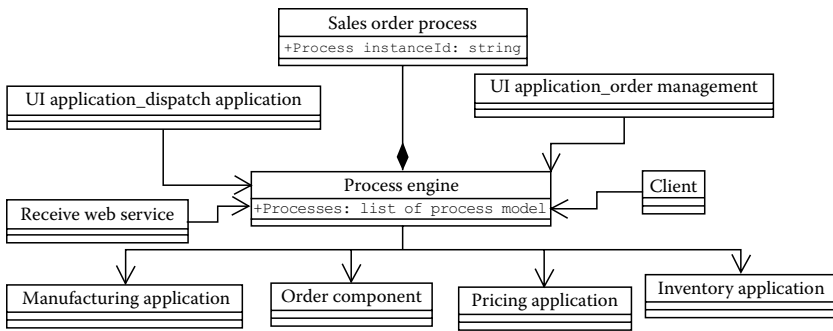 Sales order process
+Process instanceId: string
UI application_dispatch application
UI application_order management
Process engine
+Processes: list of process model
Client
Receive web service
Manufacturing application
Order component
Pricing application
Inventory application